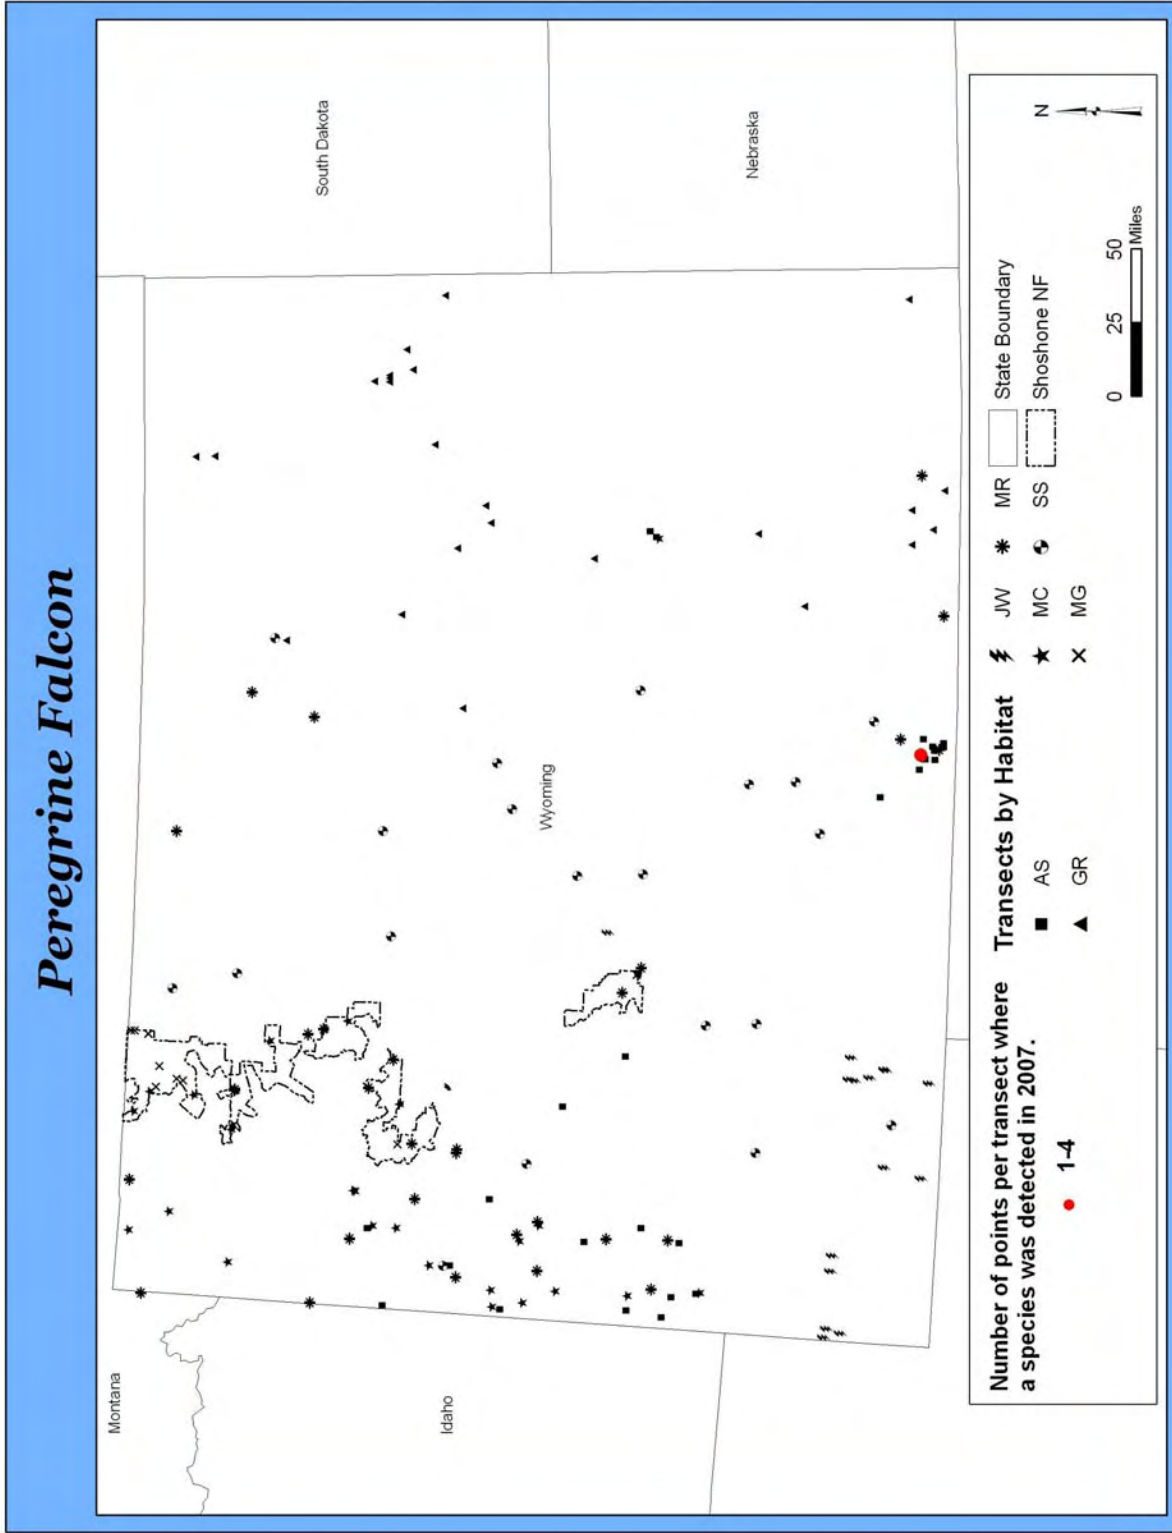 Peregrine Falcon
Montana
Idaho
Wyoming
South Dakota
Nebraska
Number of points per transect where
a species was detected in 2007.
1-4
Transects by Habitat
AS
GR
JW
MC
MG
MR
SS
State Boundary
Shoshone NF
N
0 25 50
Miles